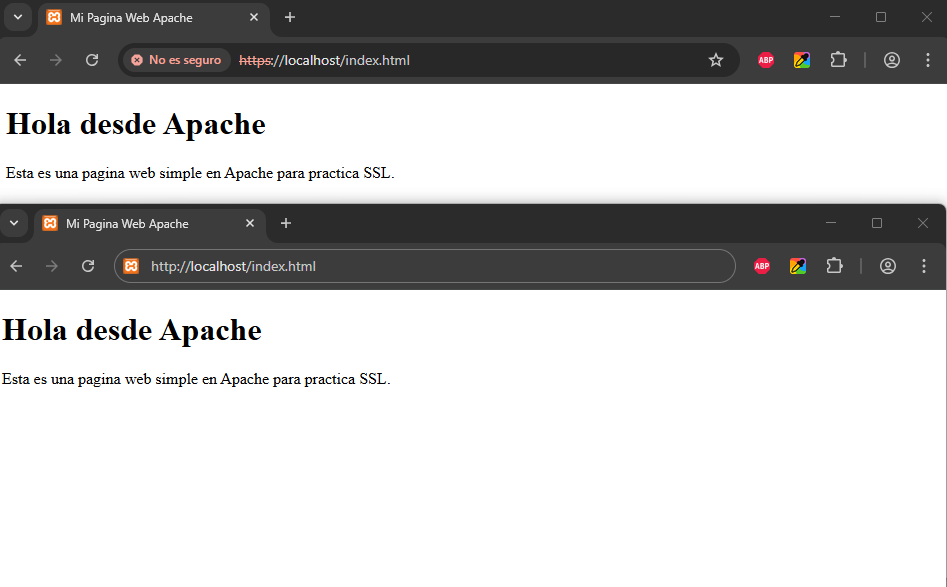 Mi Pagina Web Apache
No es seguro https://localhost/index.html
ABP
Hola desde Apache
Esta es una pagina web simple en Apache para practica SSL.
Mi Pagina Web Apache
http://localhost/index.html
ABP
Hola desde Apache
Esta es una pagina web simple en Apache para practica SSL.